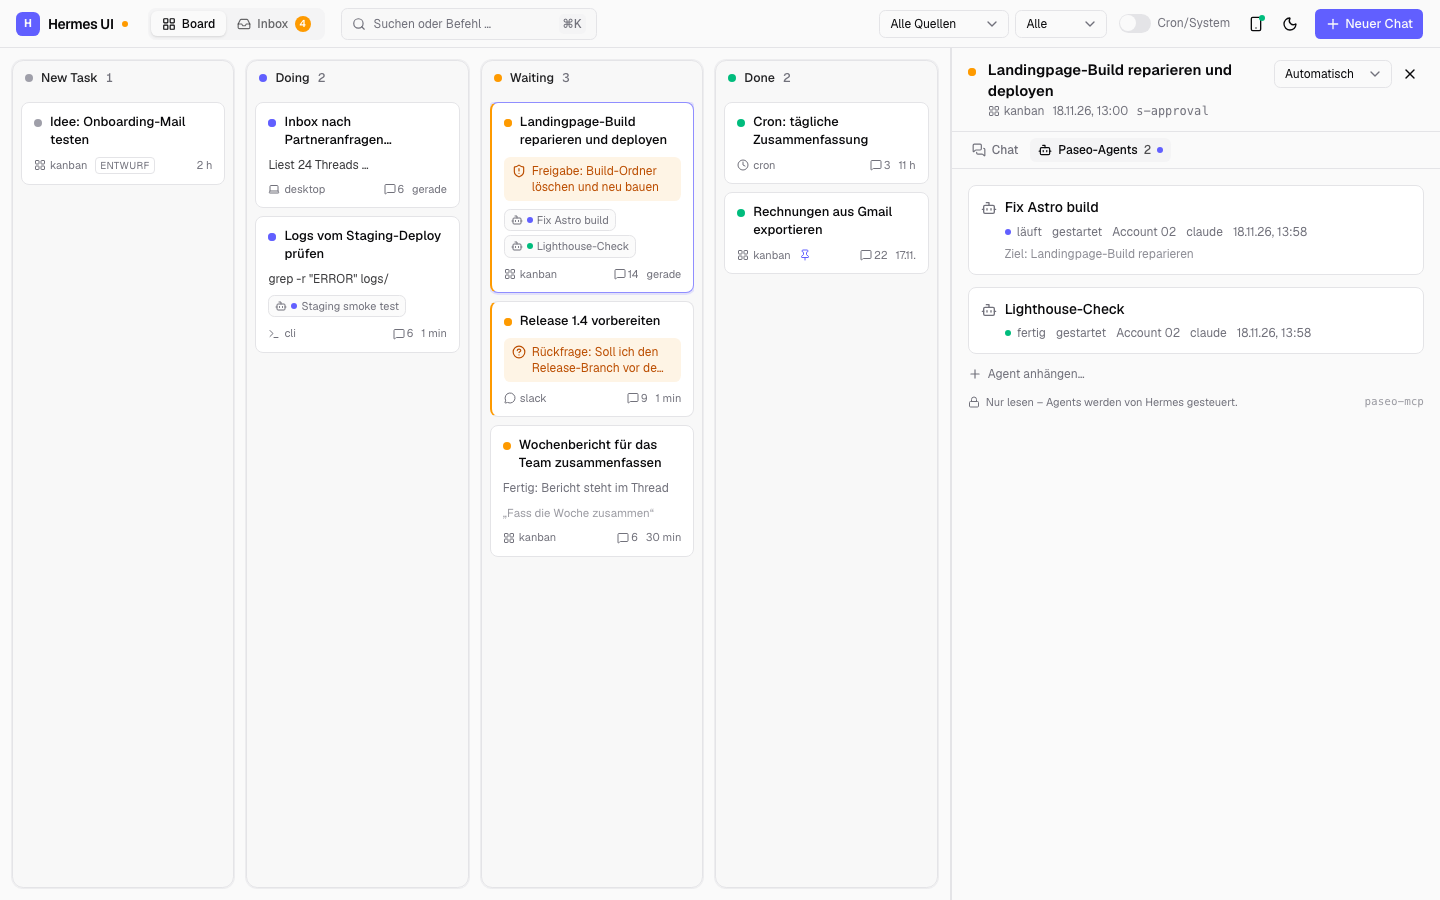 H Hermes UI
Board
Inbox 4
Suchen oder Befehl … ⌘K
Alle Quellen
Alle
Cron/System
Neuer Chat
New Task 1
Idee: Onboarding-Mail
testen
kanban ENTWURF 2 h
Doing 2
Inbox nach
Partneranfragen…
Liest 24 Threads …
desktop 6 gerade
Logs vom Staging-Deploy
prüfen
grep -r "ERROR" logs/
Staging smoke test
cli 6 1 min
Waiting 3
Landingpage-Build
reparieren und deployen
Freigabe: Build-Ordner
löschen und neu bauen
Fix Astro build
Lighthouse-Check
kanban 14 gerade
Release 1.4 vorbereiten
Rückfrage: Soll ich den
Release-Branch vor de…
slack 9 1 min
Wochenbericht für das
Team zusammenfassen
Fertig: Bericht steht im Thread
„Fass die Woche zusammen“
kanban 6 30 min
Done 2
Cron: tägliche
Zusammenfassung
cron 3 11 h
Rechnungen aus Gmail
exportieren
kanban 22 17.11.
Landingpage-Build reparieren und
deployen
Automatisch
kanban 18.11.26, 13:00 s-approval
Chat
Paseo-Agents 2
Fix Astro build
läuft gestartet Account 02 claude 18.11.26, 13:58
Ziel: Landingpage-Build reparieren
Lighthouse-Check
fertig gestartet Account 02 claude 18.11.26, 13:58
Agent anhängen…
Nur lesen – Agents werden von Hermes gesteuert. paseo-mcp